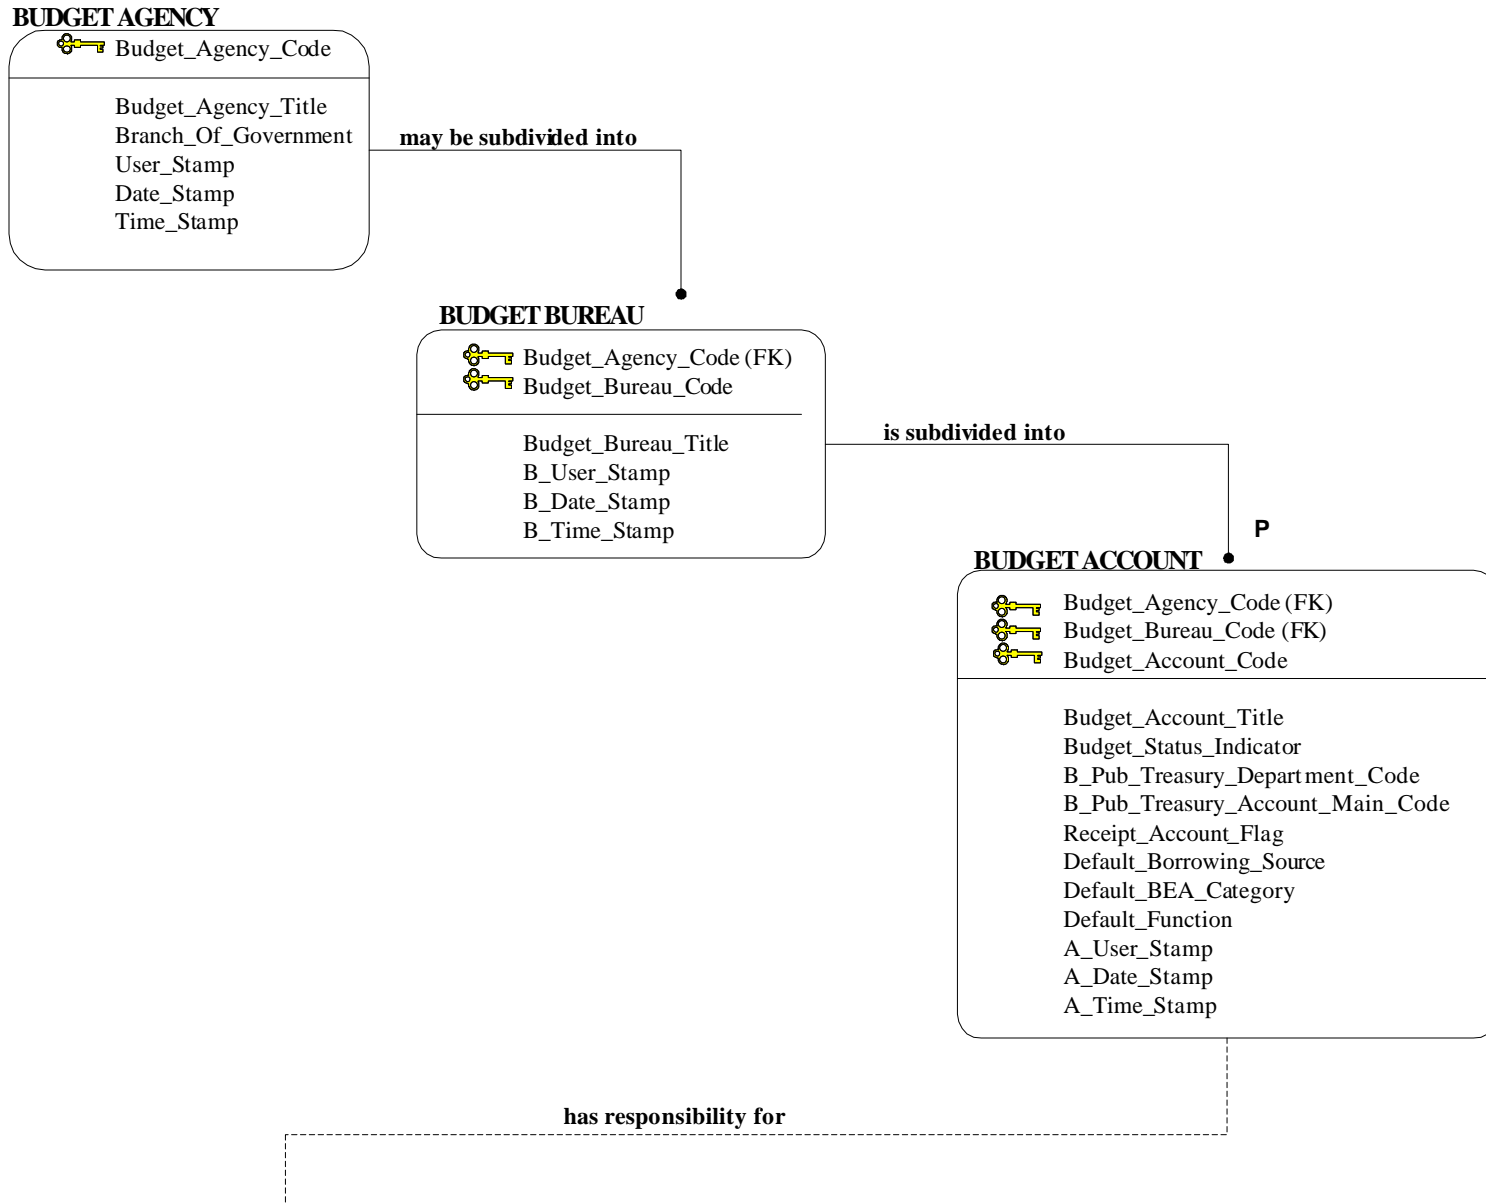 BUDGET AGENCY
Budget_Agency_Code
Budget_Agency_Title
Branch_Of_Government
User_Stamp
Date_Stamp
Time_Stamp
may be subdivided into
BUDGET BUREAU
Budget_Agency_Code (FK)
Budget_Bureau_Code
Budget_Bureau_Title
B_User_Stamp
B_Date_Stamp
B_Time_Stamp
is subdivided into
P
BUDGET ACCOUNT
Budget_Agency_Code (FK)
Budget_Bureau_Code (FK)
Budget_Account_Code
Budget_Account_Title
Budget_Status_Indicator
B_Pub_Treasury_Department_Code
B_Pub_Treasury_Account_Main_Code
Receipt_Account_Flag
Default_Borrowing_Source
Default_BEA_Category
Default_Function
A_User_Stamp
A_Date_Stamp
A_Time_Stamp
has responsibility for